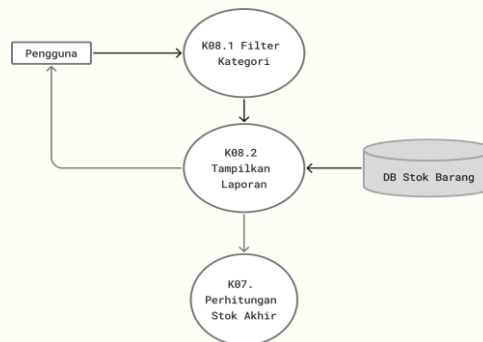 Pengguna
K08.1 Filter
Kategori
K08.2
Tampilkan
Laporan
DB Stok Barang
K07.
Perhitungan
Stok Akhir